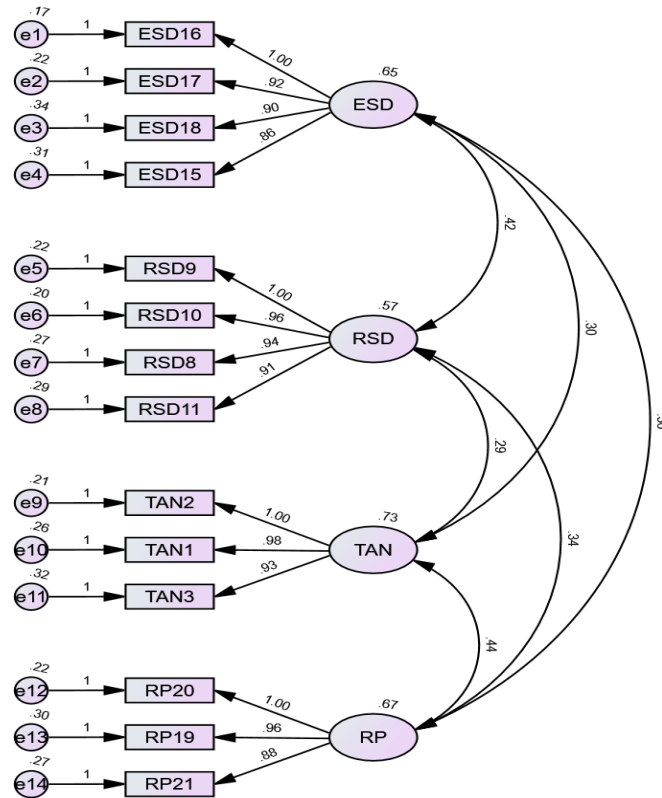 .17
e1 1 ESD16
.22
e2 1 ESD17
.34
e3 1 ESD18
.31
e4 1 ESD15
1.00
.92
.90
.86
.65
ESD
.42
.30
.22
e5 1 RSD9
.20
e6 1 RSD10
.27
e7 1 RSD8
.29
e8 1 RSD11
1.00
.96
.94
.91
.57
RSD
.29
.34
.21
e9 1 TAN2
.26
e10 1 TAN1
.32
e11 1 TAN3
1.00
.98
.93
.73
TAN
.44
.22
e12 1 RP20
.30
e13 1 RP19
.27
e14 1 RP21
1.00
.96
.88
.67
RP